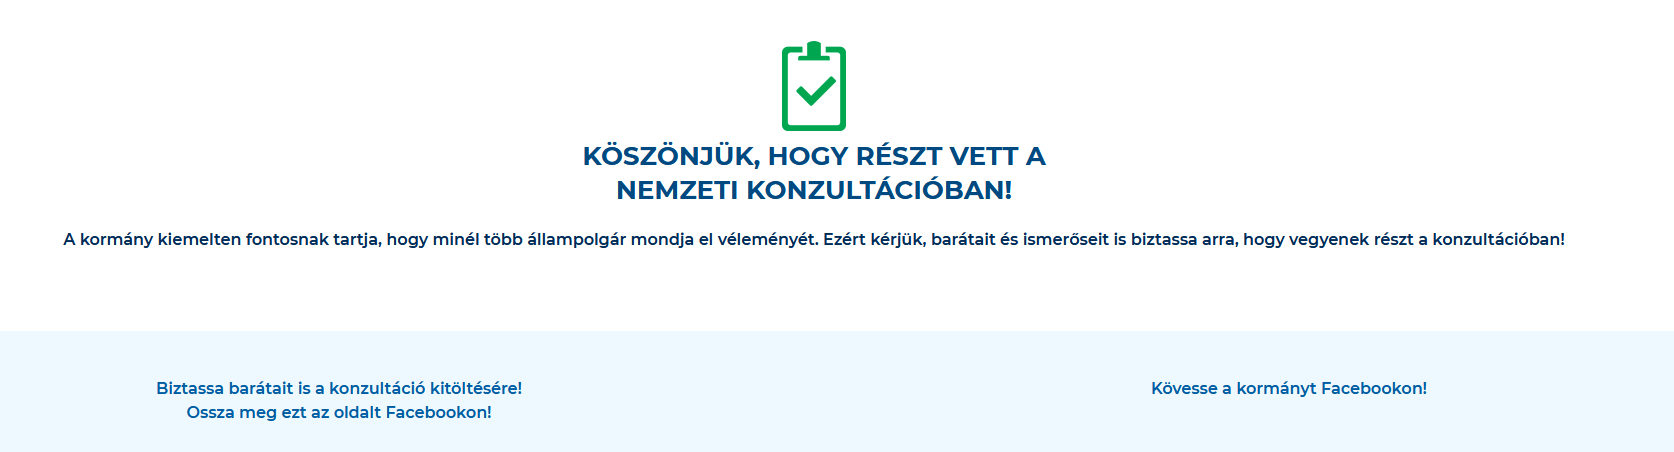 KÖSZÖNJÜK, HOGY RÉSZT VETT A
NEMZETI KONZULTÁCIÓBAN!
A kormány kiemelten fontosnak tartja, hogy minél több állampolgár mondja el véleményét. Ezért kérjük, barátait és ismerőseit is biztassa arra, hogy vegyenek részt a konzultációban!
Biztassa barátait is a konzultáció kitöltésére!
Ossza meg ezt az oldalt Facebookon!
Kövesse a kormányt Facebookon!